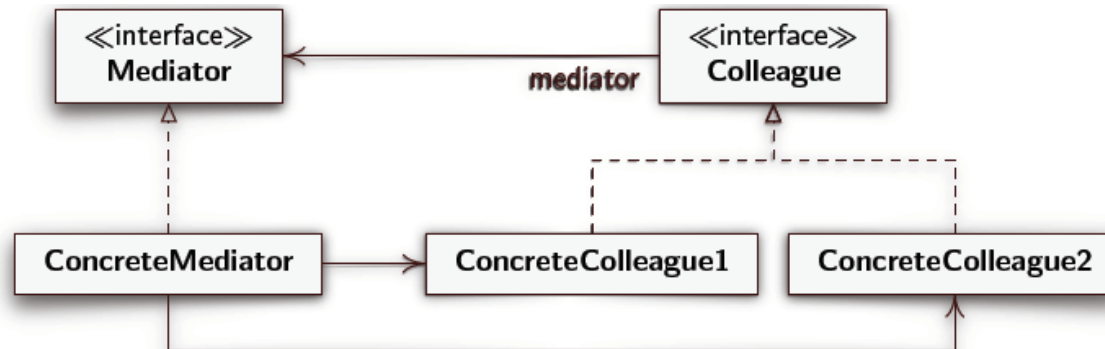 ≪interface≫
Mediator
mediator
≪interface≫
Colleague
ConcreteMediator
ConcreteColleague1
ConcreteColleague2